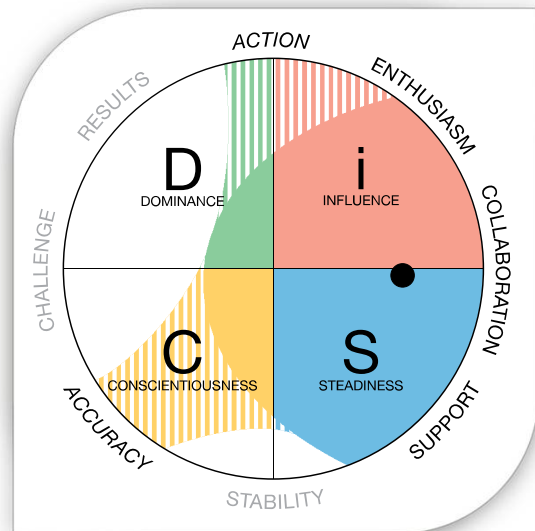 ACTION
RESULTS
ENTHUSIASM
D
DOMINANCE
i
INFLUENCE
CHALLENGE
COLLABORATION
C
CONSCIENTIOUSNESS
S
STEADINESS
ACCURACY
SUPPORT
STABILITY